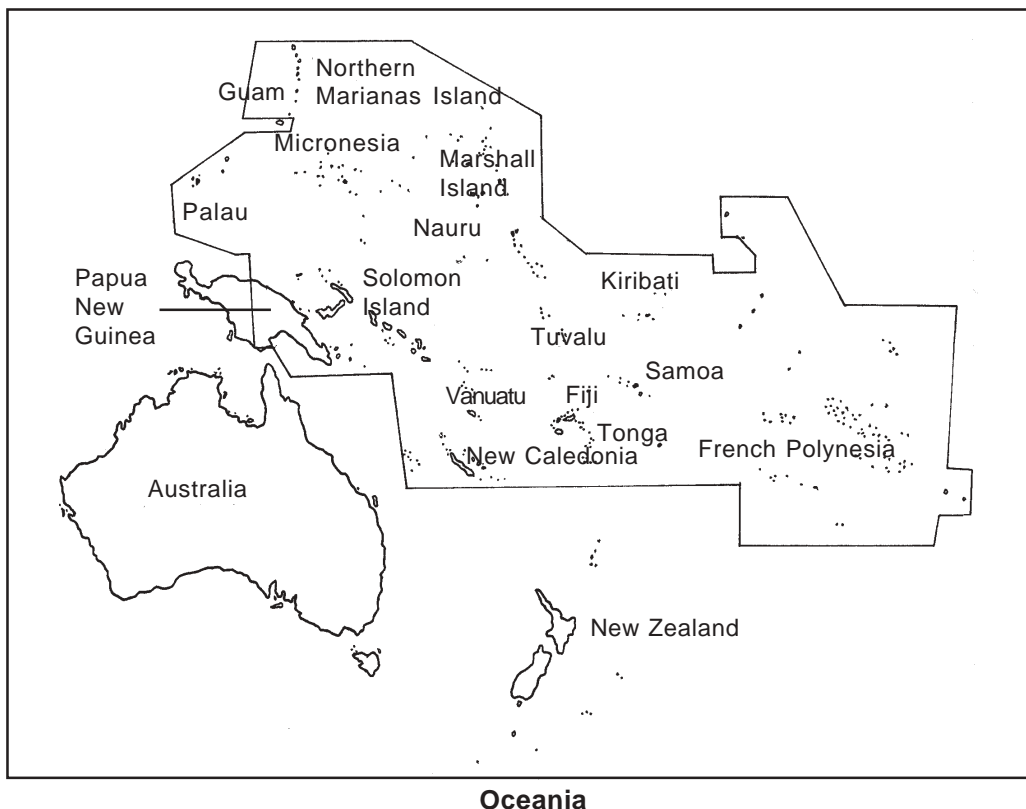 Northern
Marianas Island
Guam
Micronesia
Marshall
Island
Palau
Nauru
Papua
New
Guinea
Solomon
Island
Kiribati
Tuvalu
Samoa
Vanuatu
Fiji
Tonga
New Caledonia
French Polynesia
Australia
New Zealand
Oceania